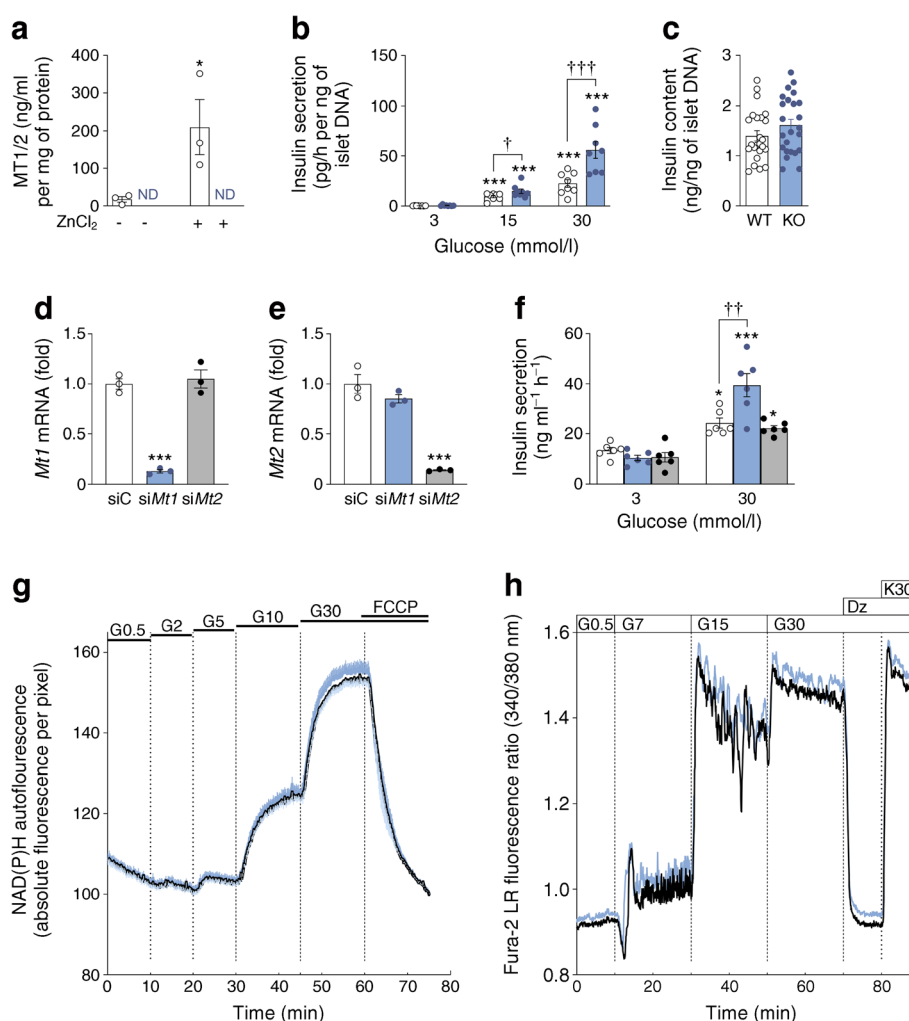 a
MT1/2 (ng/ml
per mg of protein)
400
300
200
100
0
*
ND
ND
ZnCl2
- - + +
b
Insulin secretion
(pg/h per ng of
islet DNA)
150
100
50
0
†††
***
†
***
***
***
3 15 30
Glucose (mmol/l)
c
Insulin content
(ng/ng of islet DNA)
3
2
1
0
WT KO
d
Mt1 mRNA (fold)
1.5
1.0
0.5
0
***
siC siMt1 siMt2
e
Mt2 mRNA (fold)
1.5
1.0
0.5
0
***
siC siMt1 siMt2
f
Insulin secretion
(ng ml–1 h–1)
60
40
20
0
††
***
*
*
3 30
Glucose (mmol/l)
g
NAD(P)H autoflourescence
(absolute fluorescence per pixel)
G0.5 G2 G5 G10 G30 FCCP
160
140
120
100
80
0 10 20 30 40 50 60 70 80
Time (min)
h
Fura-2 LR fluorescence ratio (340/380 nm)
K30
Dz
G0.5 G7 G15 G30
1.6
1.4
1.2
1.0
0.8
0 20 40 60 80
Time (min)